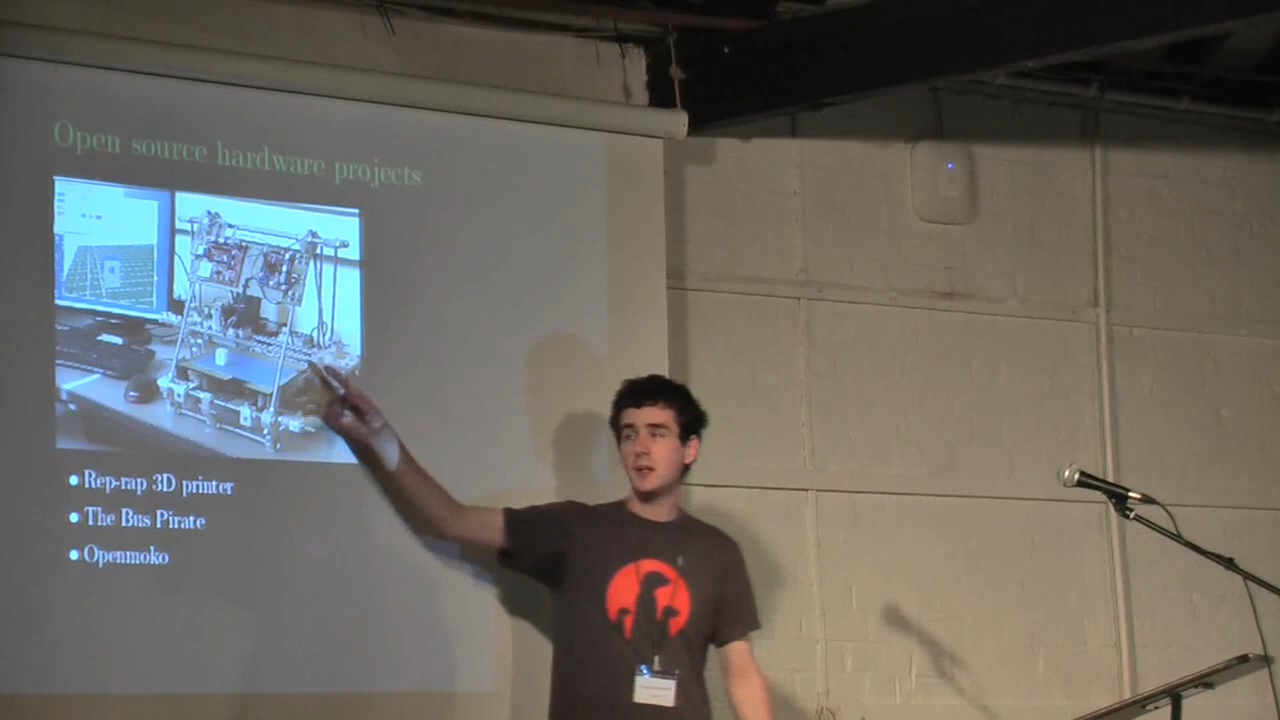 Open source hardware projects
• Rep-rap 3D printer
• The Bus Pirate
• Openmoko